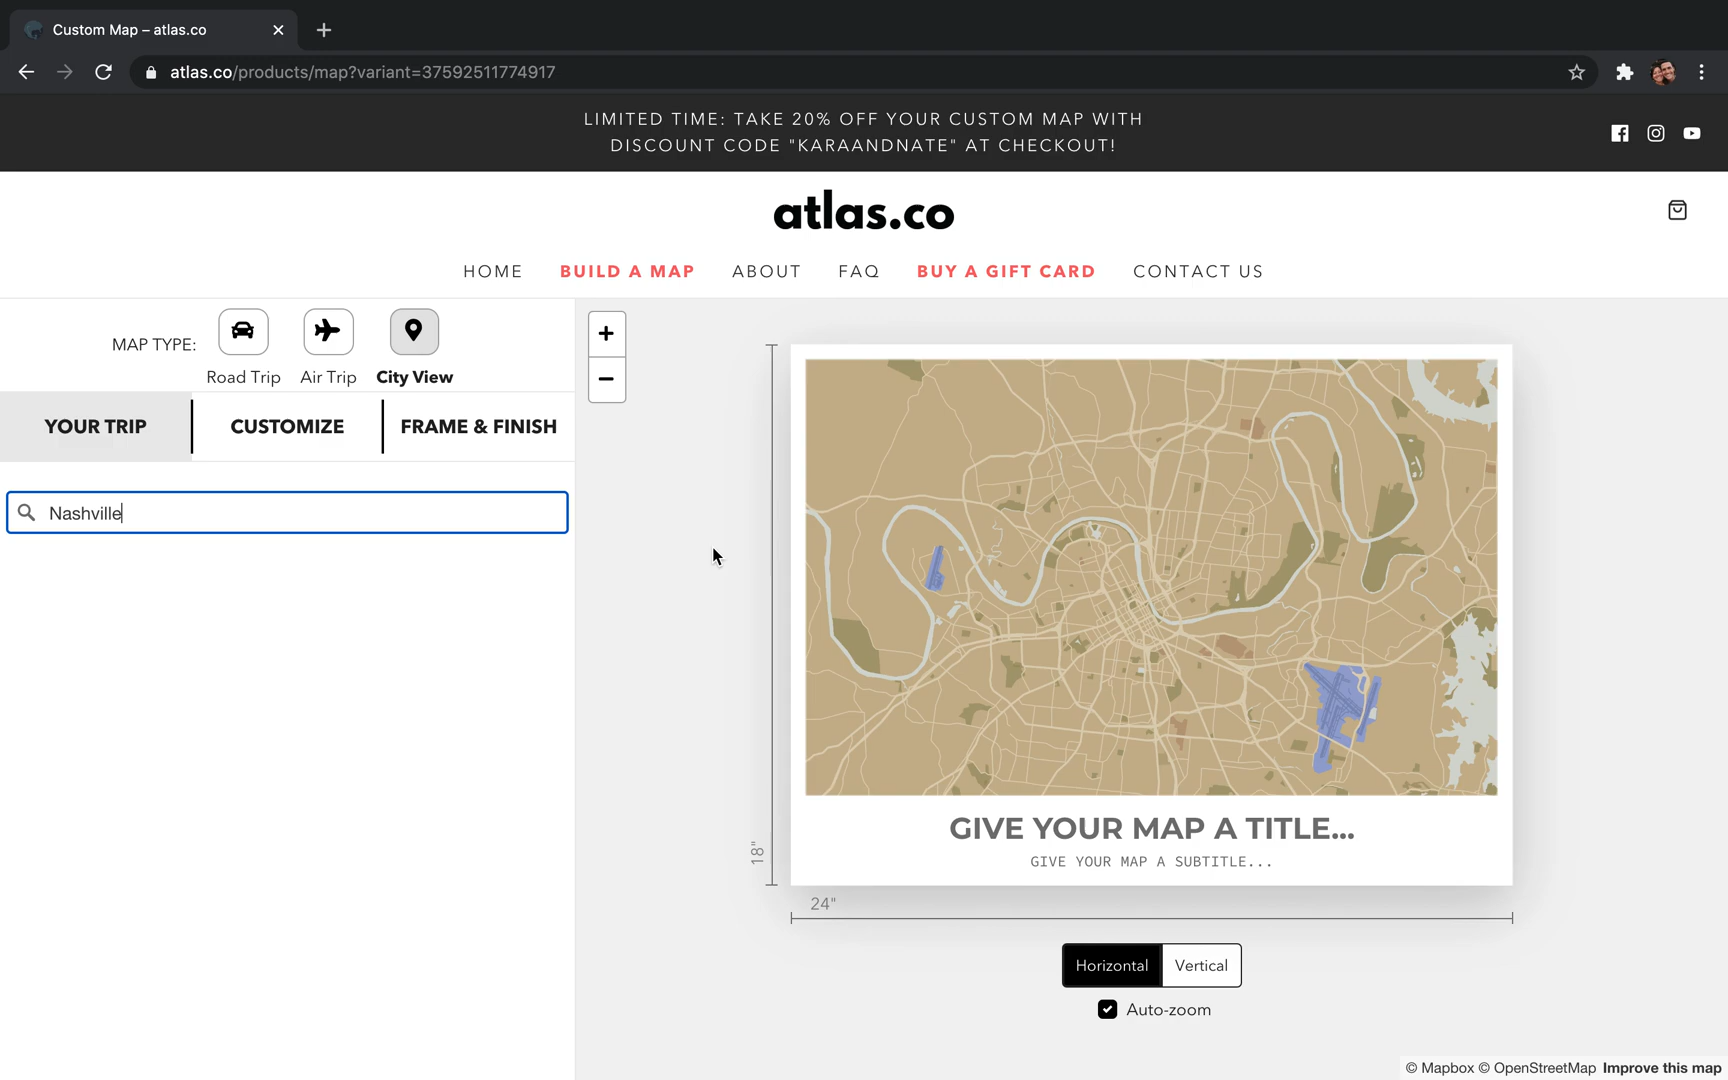 Custom Map – atlas.co
atlas.co/products/map?variant=37592511774917
LIMITED TIME: TAKE 20% OFF YOUR CUSTOM MAP WITH
DISCOUNT CODE "KARAANDNATE" AT CHECKOUT!
atlas.co
HOME BUILD A MAP ABOUT FAQ BUY A GIFT CARD CONTACT US
MAP TYPE:
Road Trip Air Trip City View
YOUR TRIP CUSTOMIZE FRAME & FINISH
Nashville
GIVE YOUR MAP A TITLE...
GIVE YOUR MAP A SUBTITLE...
18"
24"
Horizontal Vertical
Auto-zoom
© Mapbox © OpenStreetMap Improve this map